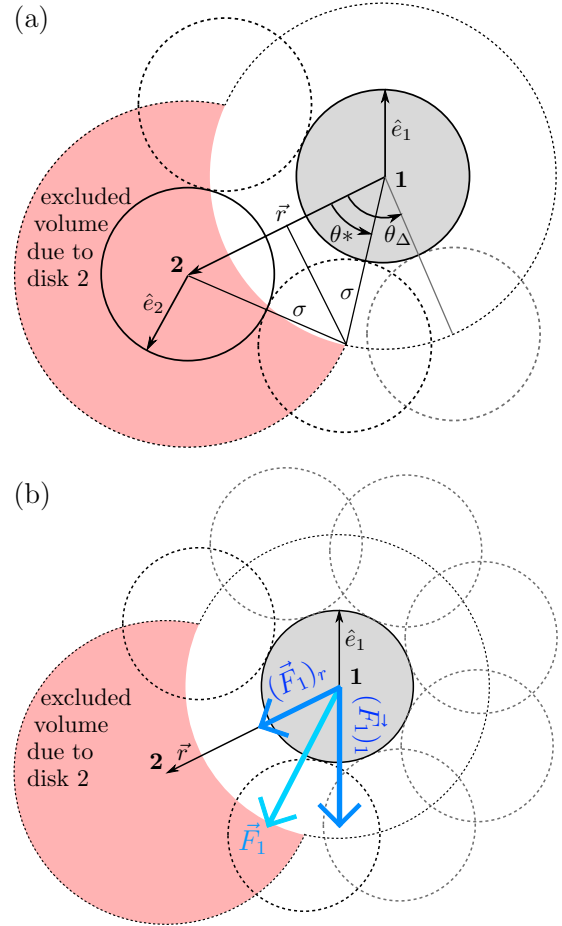 (a)
ê₁
1
excluded
volume
due to
disk 2
r⃗
θ*
θ_Δ
2
ê₂
σ
σ
(b)
ê₁
1
(F⃗₁)ᵣ
(F⃗₁)₁
excluded
volume
due to
disk 2
r⃗
2
F⃗₁